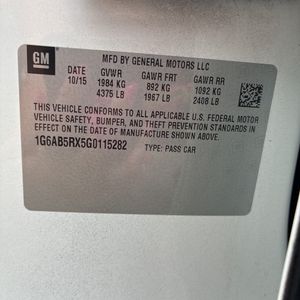 GM
MFD BY GENERAL MOTORS LLC
DATE GVWR GAWR FRT GAWR RR
10/15 1984 KG 892 KG 1092 KG
4375 LB 1967 LB 2408 LB
THIS VEHICLE CONFORMS TO ALL APPLICABLE U.S. FEDERAL MOTOR
VEHICLE SAFETY, BUMPER, AND THEFT PREVENTION STANDARDS IN
EFFECT ON THE DATE OF MANUFACTURE SHOWN ABOVE.
1G6AB5RX5G0115282 TYPE: PASS CAR